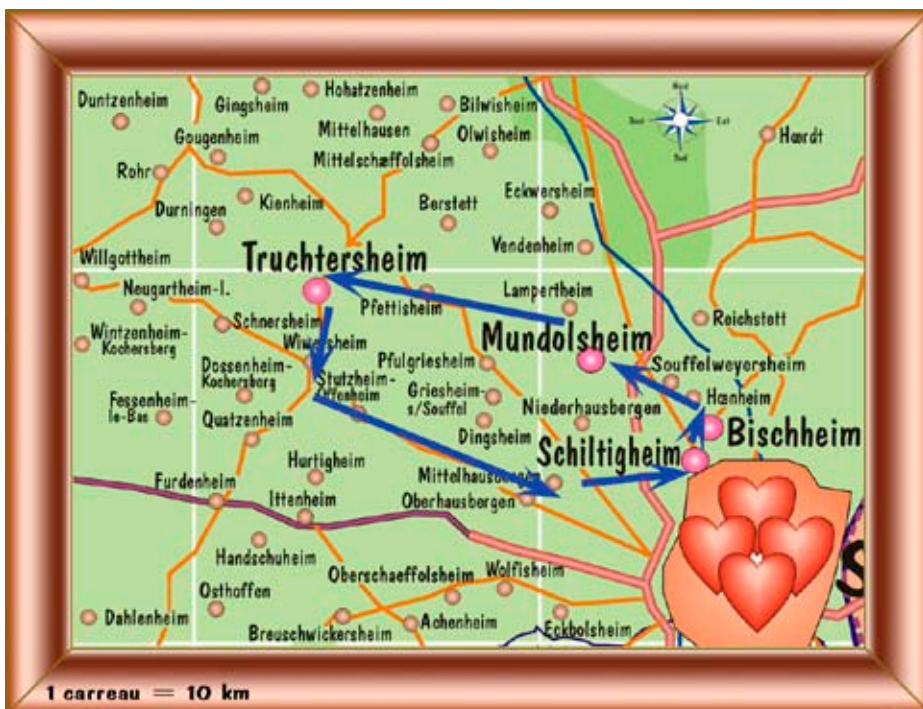 Hohatzenheim
Duntzenheim
Gingsheim
Bilwisheim
Mittelhausen
Olwisheim
Hœrdt
Gougenheim
Mittelschæffolsheim
Rohr
Kienheim
Eckwersheim
Durningen
Berstett
Vendenheim
Willgottheim
Truchtersheim
Neugartheim-I.
Pfettisheim
Lampertheim
Schnersheim
Reichstett
Wintzenheim-
Kochersberg
Mundolsheim
Dossenheim-
Kochersberg
Pfulgriesheim
Souffelweyersheim
Stutzheim-
Fessenheim-
le-Bas
Griesheim-
s/Souffel
Hœnheim
Quatzenheim
Niederhausbergen
Dingsheim
Bischheim
Schiltigheim
Hurtigheim
Mittelhausbergen
Furdenheim
Ittenheim
Oberhausbergen
Handschuheim
Oberschaeffolsheim
Wolfisheim
Osthoffen
Dahlenheim
Breuschwickersheim
Achenheim
Eckbolsheim
S
1 carreau = 10 km